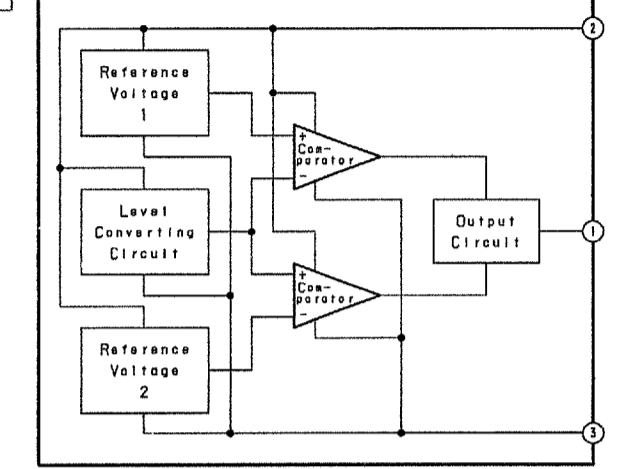 2
Reference
Voltage
1
+
Com-
parator
-
Level
Converting
Circuit
Output
Circuit
1
+
Com-
parator
-
Reference
Voltage
2
3